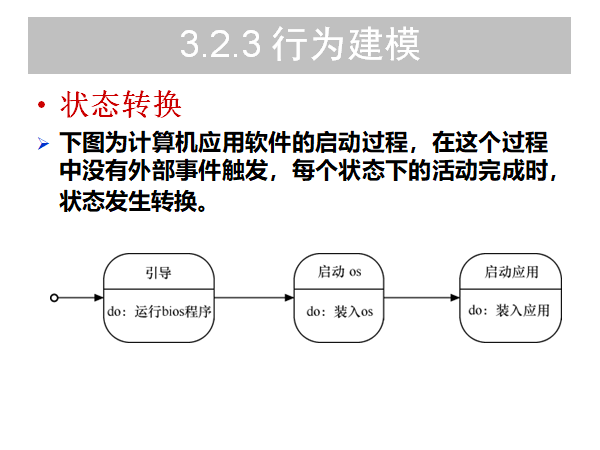 3.2.3 行为建模
• 状态转换
➢ 下图为计算机应用软件的启动过程，在这个过程
中没有外部事件触发，每个状态下的活动完成时，
状态发生转换。
引导
do：运行bios程序
启动 os
do：装入os
启动应用
do：装入应用